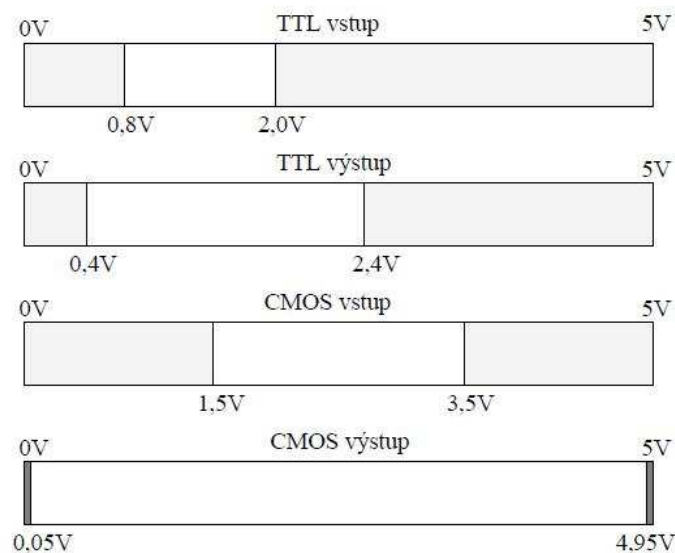 0V TTL vstup 5V
0,8V 2,0V
0V TTL výstup 5V
0,4V 2,4V
0V CMOS vstup 5V
1,5V 3,5V
0V CMOS výstup 5V
0,05V 4,95V